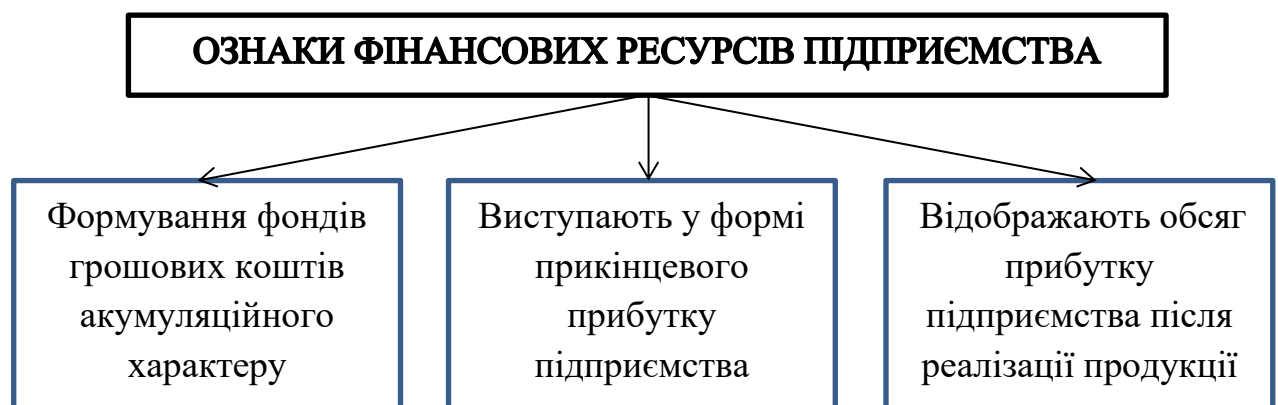 ОЗНАКИ ФІНАНСОВИХ РЕСУРСІВ ПІДПРИЄМСТВА
Формування фондів
грошових коштів
акумуляційного
характеру
Виступають у формі
прикінцевого
прибутку
підприємства
Відображають обсяг
прибутку
підприємства після
реалізації продукції